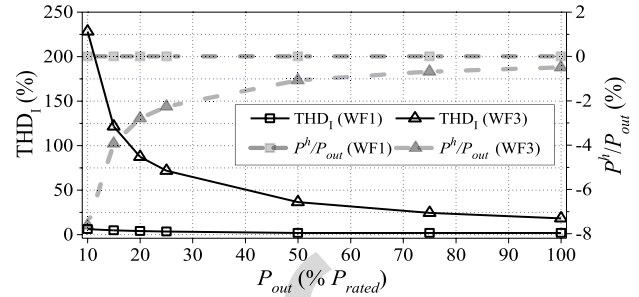 250
200
150
100
50
0
THD_I (%)
2
0
-2
-4
-6
-8
P^h/P_out (%)
THD_I (WF1)
THD_I (WF3)
P^h/P_out (WF1)
P^h/P_out (WF3)
10 20 30 40 50 60 70 80 90 100
P_out (% P_rated)